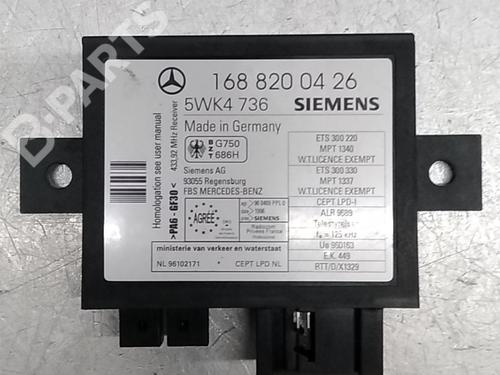 168 820 04 26
5WK4 736 SIEMENS
Made in Germany
BZT G750 686H
Siemens AG
93055 Regensburg
FBS MERCEDES-BENZ
ETS 300 220
MPT 1340
W.T.LICENCE EXEMPT
ETS 300 330
MPT 1337
W.T.LICENCE EXEMPT
CEPT LPD-I
ALR 9689
125 kHz
E.K. 449
RTT/D/X1329
AGRÉÉ
SIEMENS
ministerie van verkeer en waterstaat
NL 96102171 CEPT LPD NL
Homologation see user manual
433,92 MHz Receiver
>PA6-GF30<
B-PARTS